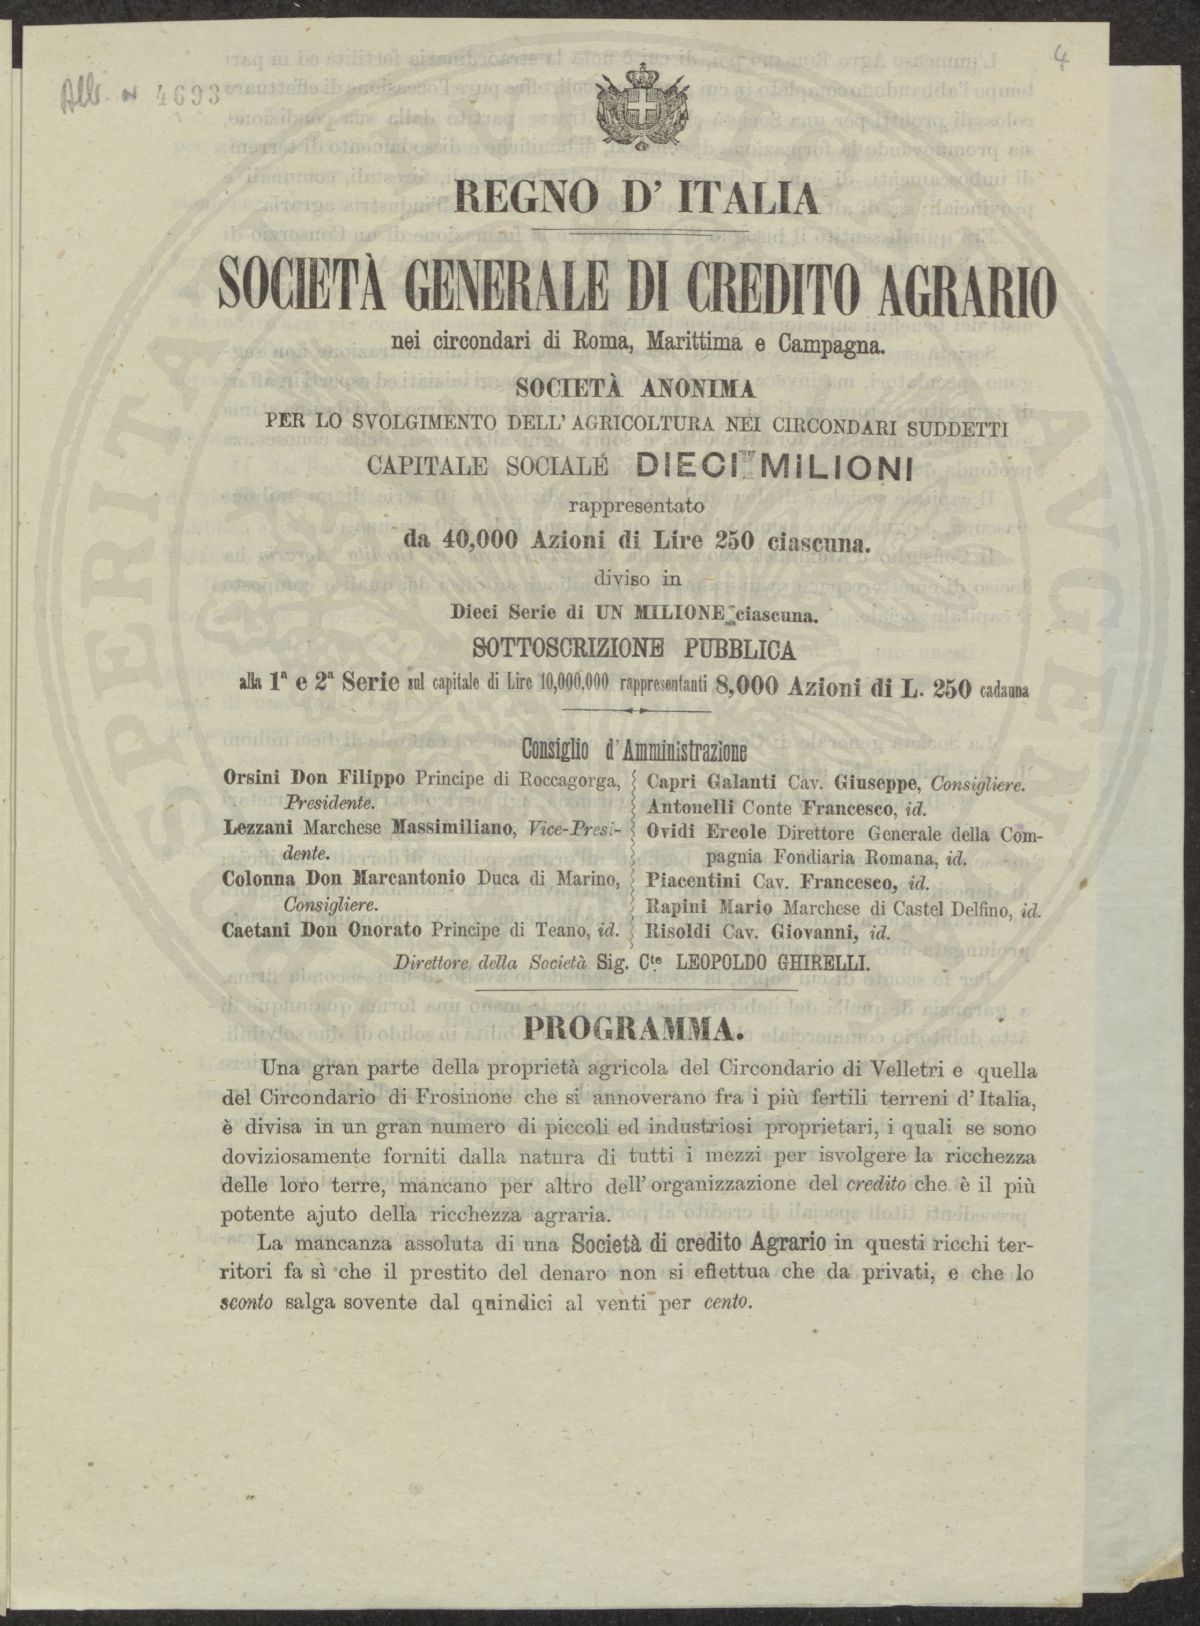 All. N 4693
4
REGNO D' ITALIA
SOCIETÀ GENERALE DI CREDITO AGRARIO
nei circondari di Roma, Marittima e Campagna.
SOCIETÀ ANONIMA
PER LO SVOLGIMENTO DELL' AGRICOLTURA NEI CIRCONDARI SUDDETTI
CAPITALE SOCIALE DIECI MILIONI
rappresentato
da 40,000 Azioni di Lire 250 ciascuna.
diviso in
Dieci Serie di UN MILIONE ciascuna.
SOTTOSCRIZIONE PUBBLICA
alla 1ª e 2ª Serie sul capitale di Lire 10,000,000 rappresentanti 8,000 Azioni di L. 250 cadauna
Consiglio d'Amministrazione
Orsini Don Filippo Principe di Roccagorga,
Presidente.
Lezzani Marchese Massimiliano, Vice-Presi-
dente.
Colonna Don Marcantonio Duca di Marino,
Consigliere.
Caetani Don Onorato Principe di Teano, id.
Capri Galanti Cav. Giuseppe, Consigliere.
Antonelli Conte Francesco, id.
Ovidi Ercole Direttore Generale della Com-
pagnia Fondiaria Romana, id.
Piacentini Cav. Francesco, id.
Rapini Mario Marchese di Castel Delfino, id.
Risoldi Cav. Giovanni, id.
Direttore della Società Sig. Cte LEOPOLDO GHIRELLI.
PROGRAMMA.
Una gran parte della proprietà agricola del Circondario di Velletri e quella
del Circondario di Frosinone che si annoverano fra i più fertili terreni d'Italia,
è divisa in un gran numero di piccoli ed industriosi proprietari, i quali se sono
doviziosamente forniti dalla natura di tutti i mezzi per isvolgere la ricchezza
delle loro terre, mancano per altro dell'organizzazione del credito che è il più
potente ajuto della ricchezza agraria.
La mancanza assoluta di una Società di credito Agrario in questi ricchi ter-
ritori fa sì che il prestito del denaro non si effettua che da privati, e che lo
sconto salga sovente dal quindici al venti per cento.